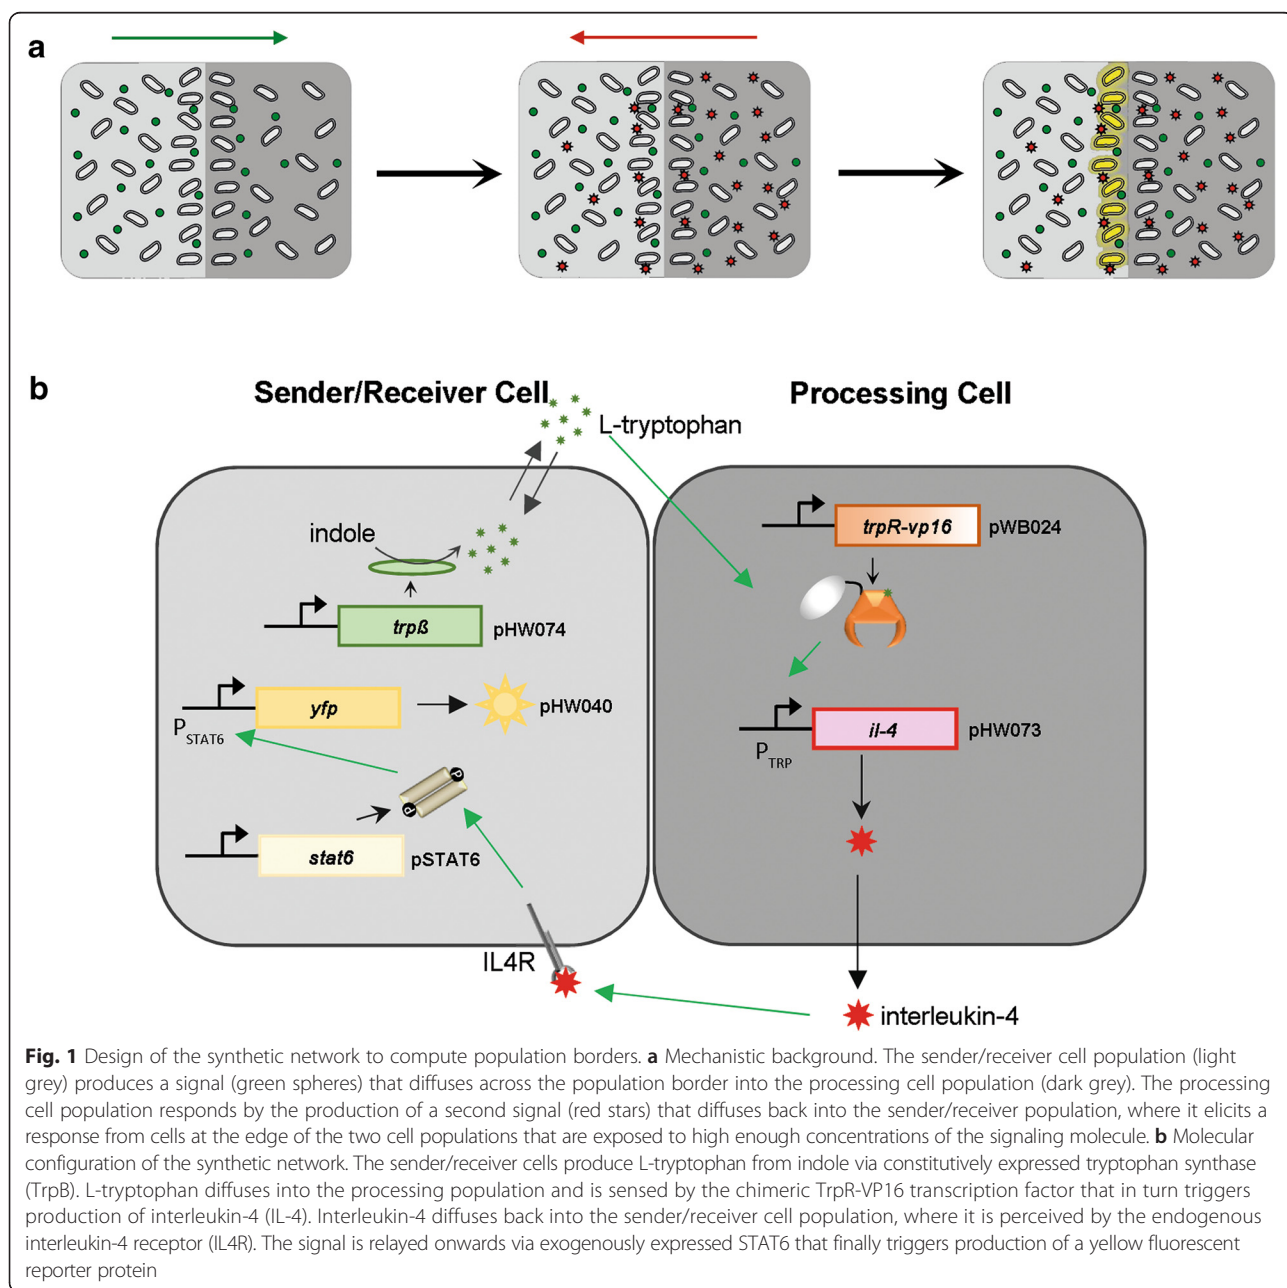 a
b
Sender/Receiver Cell
Processing Cell
L-tryptophan
indole
trpß
pHW074
yfp
pHW040
PSTAT6
stat6
pSTAT6
IL4R
trpR-vp16
pWB024
il-4
pHW073
PTRP
P
P
interleukin-4
Fig. 1 Design of the synthetic network to compute population borders. a Mechanistic background. The sender/receiver cell population (light
grey) produces a signal (green spheres) that diffuses across the population border into the processing cell population (dark grey). The processing
cell population responds by the production of a second signal (red stars) that diffuses back into the sender/receiver population, where it elicits a
response from cells at the edge of the two cell populations that are exposed to high enough concentrations of the signaling molecule. b Molecular
configuration of the synthetic network. The sender/receiver cells produce L-tryptophan from indole via constitutively expressed tryptophan synthase
(TrpB). L-tryptophan diffuses into the processing population and is sensed by the chimeric TrpR-VP16 transcription factor that in turn triggers
production of interleukin-4 (IL-4). Interleukin-4 diffuses back into the sender/receiver cell population, where it is perceived by the endogenous
interleukin-4 receptor (IL4R). The signal is relayed onwards via exogenously expressed STAT6 that finally triggers production of a yellow fluorescent
reporter protein